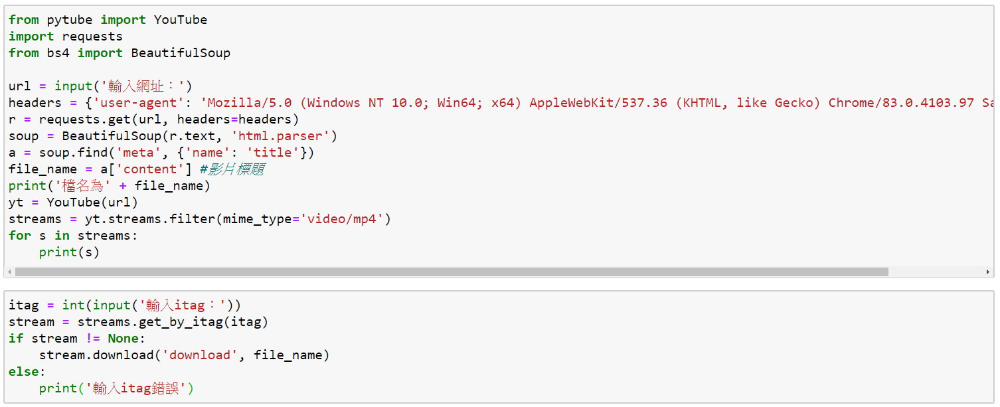 from pytube import YouTube
import requests
from bs4 import BeautifulSoup
url = input('輸入網址：')
headers = {'user-agent': 'Mozilla/5.0 (Windows NT 10.0; Win64; x64) AppleWebKit/537.36 (KHTML, like Gecko) Chrome/83.0.4103.97 Sa
r = requests.get(url, headers=headers)
soup = BeautifulSoup(r.text, 'html.parser')
a = soup.find('meta', {'name': 'title'})
file_name = a['content'] #影片標題
print('檔名為' + file_name)
yt = YouTube(url)
streams = yt.streams.filter(mime_type='video/mp4')
for s in streams:
    print(s)
itag = int(input('輸入itag：'))
stream = streams.get_by_itag(itag)
if stream != None:
    stream.download('download', file_name)
else:
    print('輸入itag錯誤')